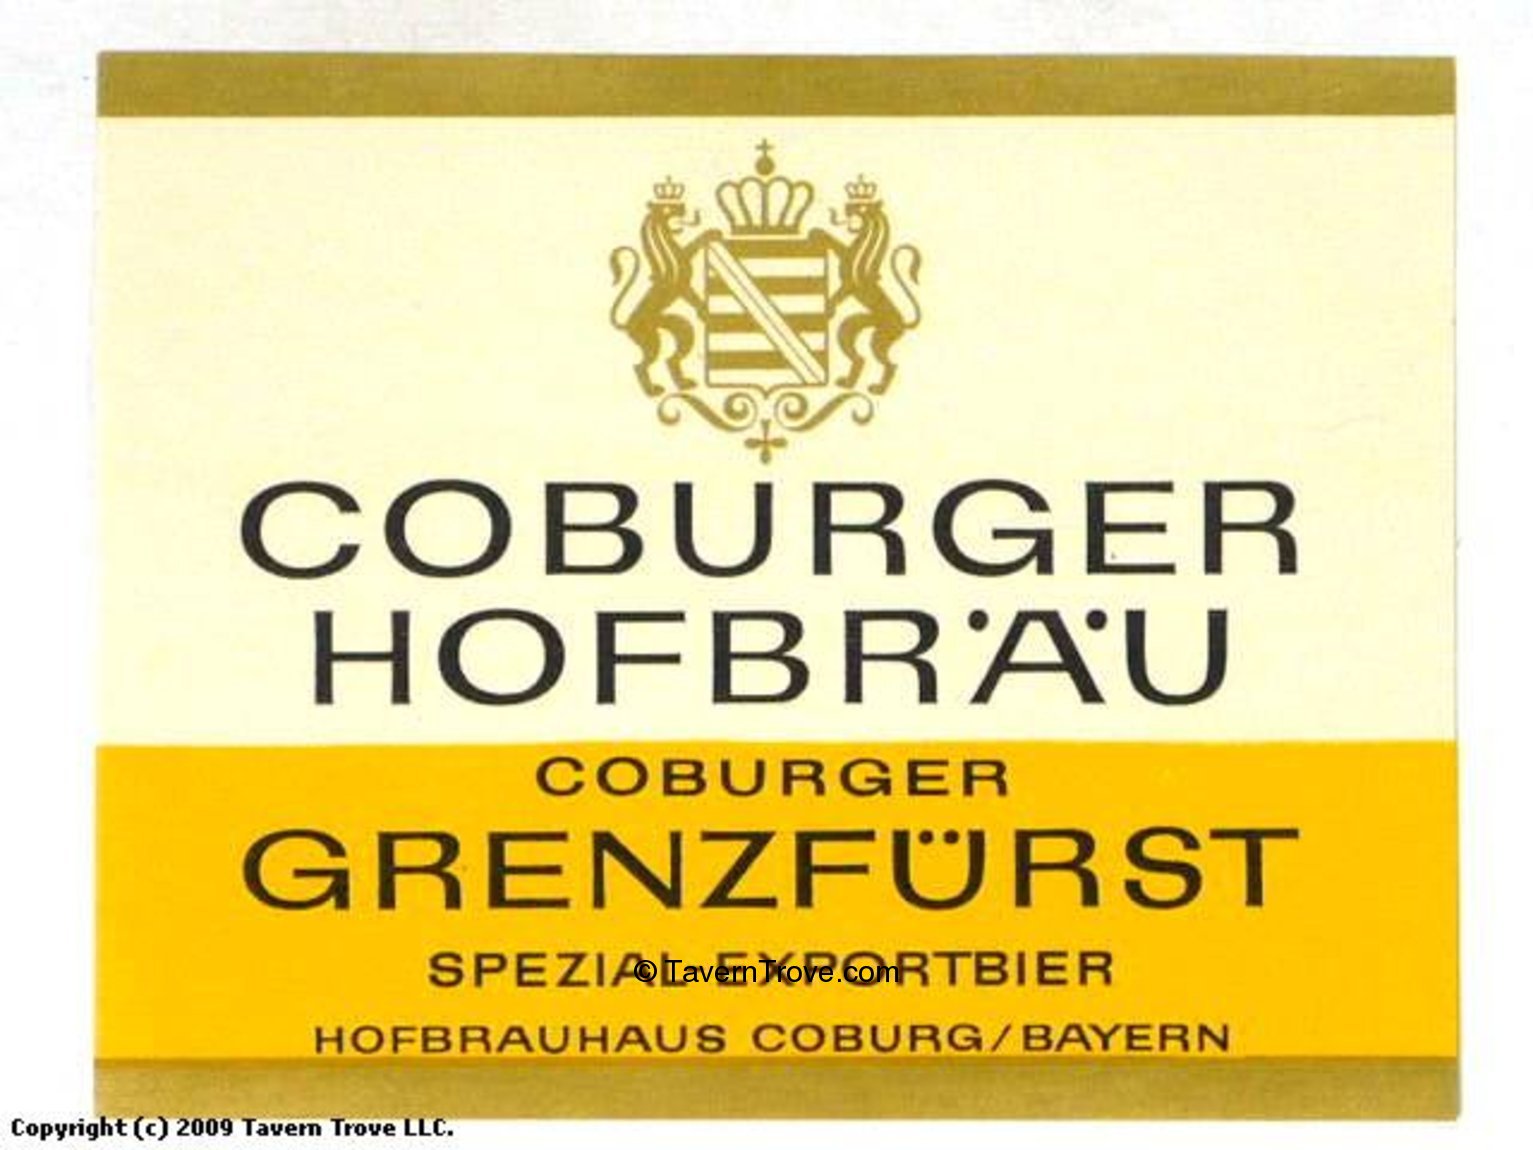 COBURGER
HOFBRÄU
COBURGER
GRENZFÜRST
SPEZIAL-EXPORTBIER
© TavernTrove.com
HOFBRAUHAUS COBURG/BAYERN
Copyright (c) 2009 Tavern Trove LLC.